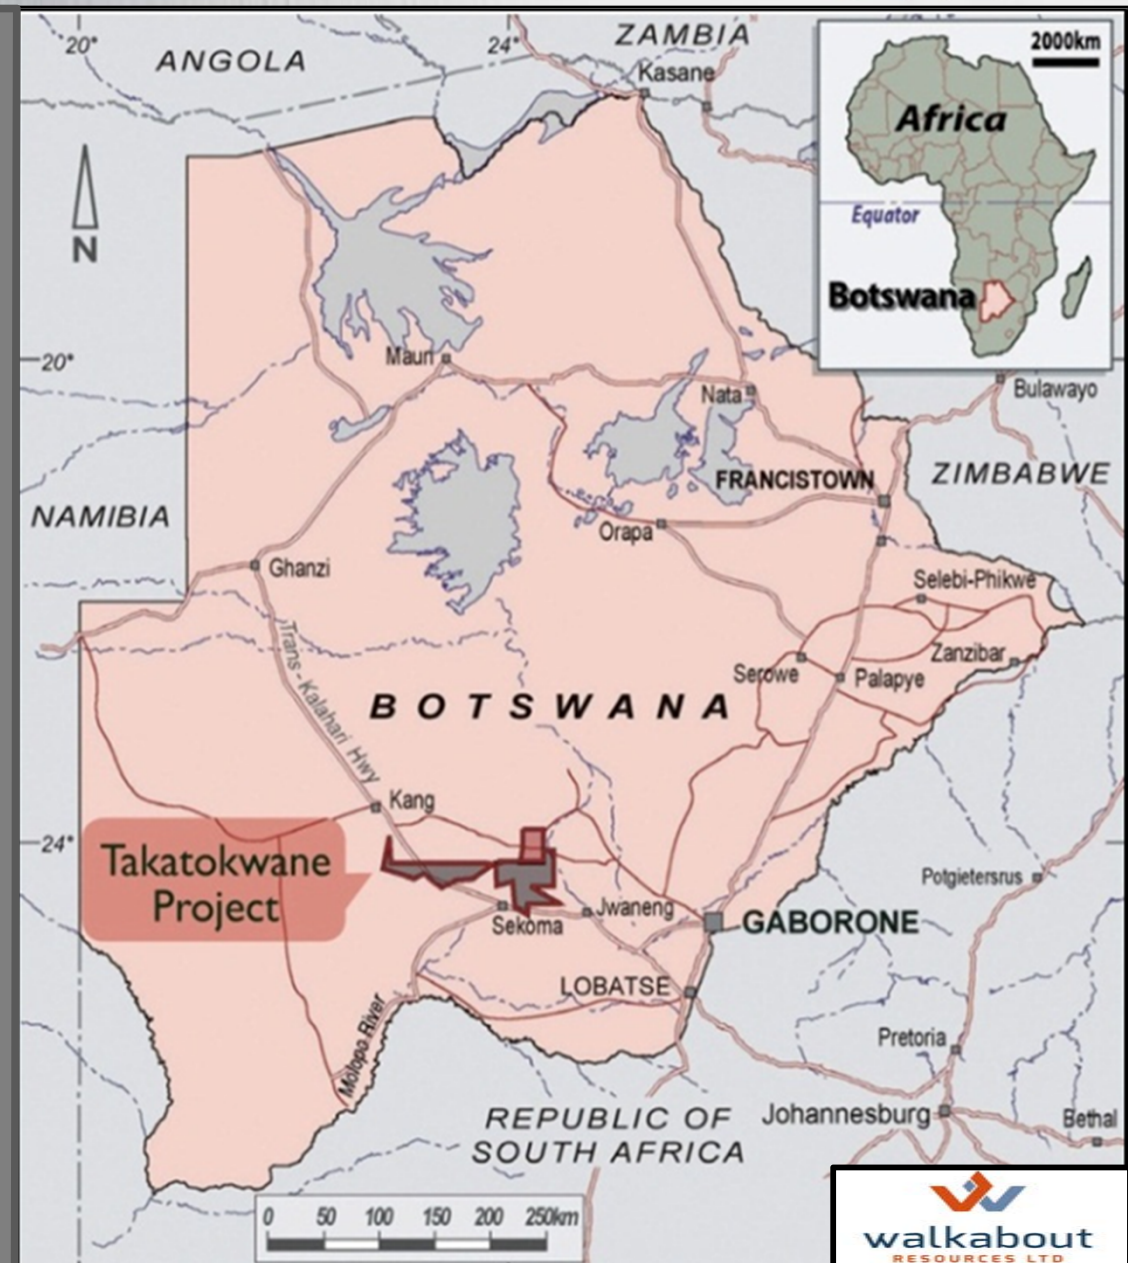 20°
24°
ANGOLA
ZAMBIA
Kasane
2000km
Africa
Equator
Botswana
N
20°
Maun
Nata
Bulawayo
FRANCISTOWN
ZIMBABWE
NAMIBIA
Orapa
Ghanzi
Selebi-Phikwe
Trans-Kalahari Hwy
Zanzibar
Serowe
Palapye
BOTSWANA
Kang
24°
Takatokwane
Project
Potgietersrus
Jwaneng
Sekoma
GABORONE
LOBATSE
Molopo River
Pretoria
REPUBLIC OF
SOUTH AFRICA
Johannesburg
Bethal
0 50 100 150 200 250km
walkabout
RESOURCES LTD